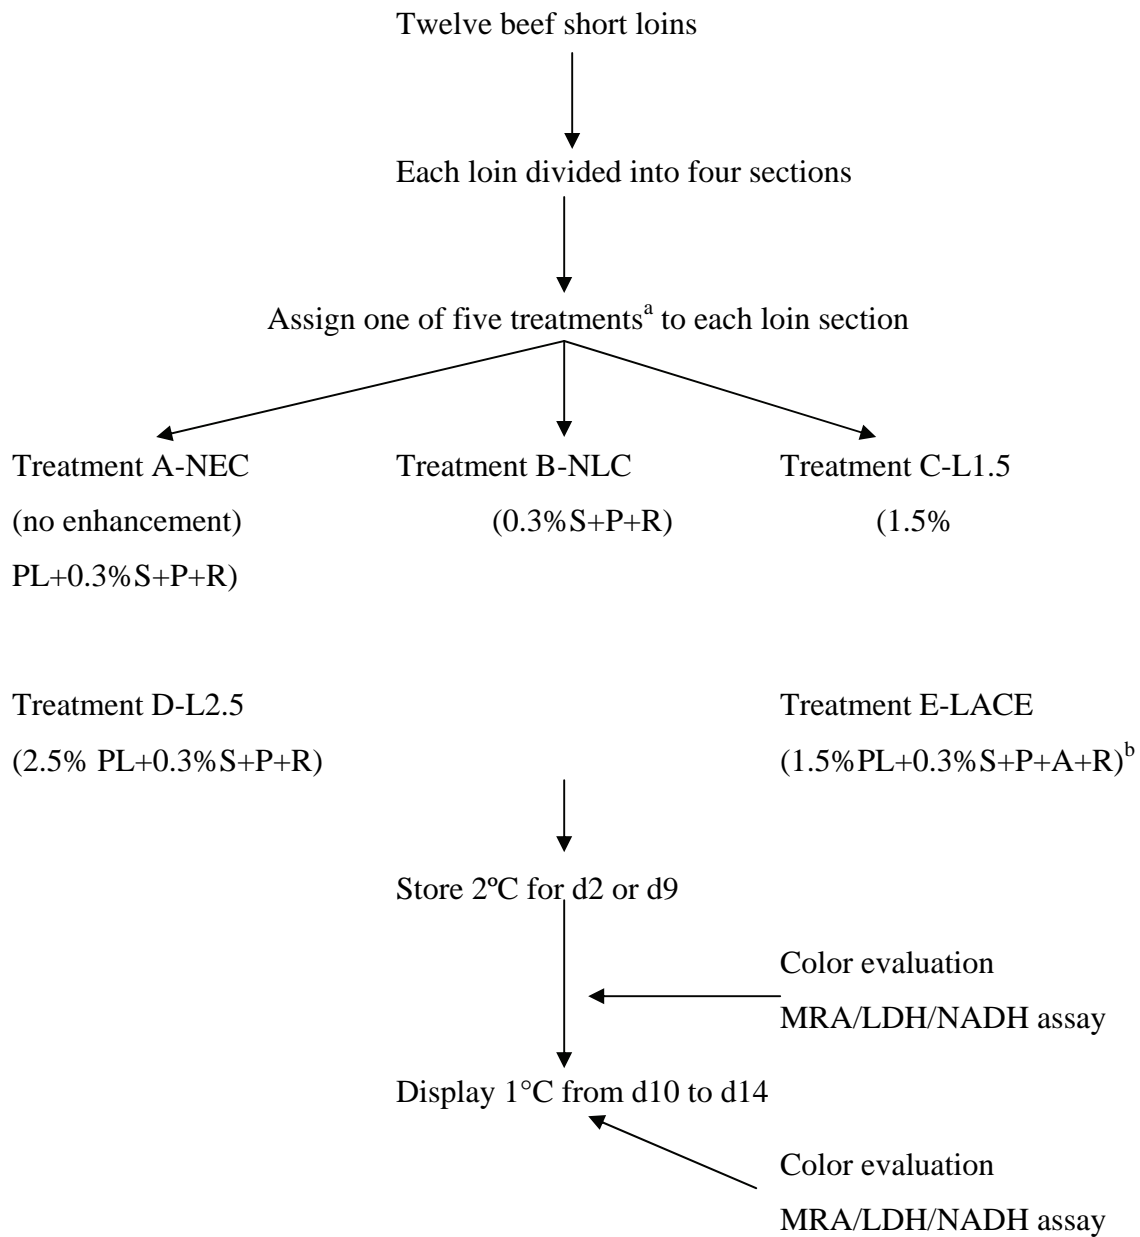 Twelve beef short loins
Each loin divided into four sections
Assign one of five treatmentsᵃ to each loin section
Treatment A-NEC Treatment B-NLC Treatment C-L1.5
(no enhancement) (0.3%S+P+R) (1.5%
PL+0.3%S+P+R)
Treatment D-L2.5 Treatment E-LACE
(2.5% PL+0.3%S+P+R) (1.5%PL+0.3%S+P+A+R)ᵇ
Store 2ºC for d2 or d9
Color evaluation
MRA/LDH/NADH assay
Display 1°C from d10 to d14
Color evaluation
MRA/LDH/NADH assay